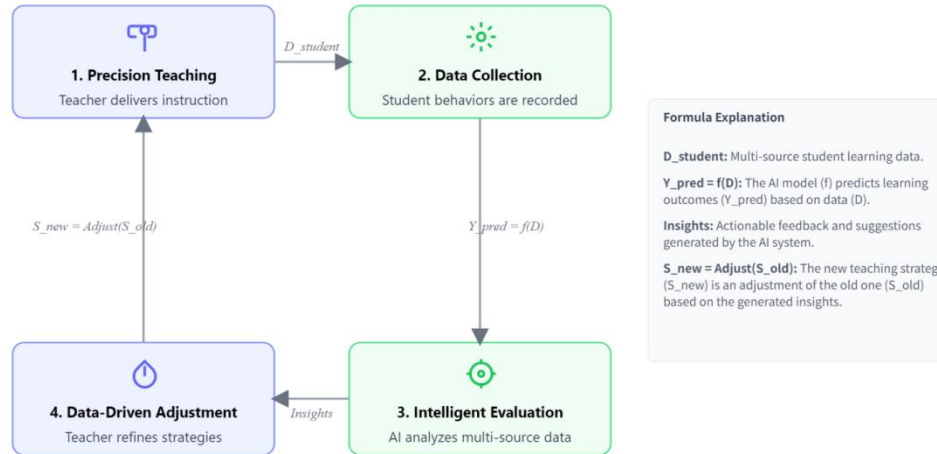 1. Precision Teaching
Teacher delivers instruction
D_student
2. Data Collection
Student behaviors are recorded
S_new = Adjust(S_old)
Y_pred = f(D)
4. Data-Driven Adjustment
Teacher refines strategies
Insights
3. Intelligent Evaluation
AI analyzes multi-source data
Formula Explanation
D_student: Multi-source student learning data.
Y_pred = f(D): The AI model (f) predicts learning
outcomes (Y_pred) based on data (D).
Insights: Actionable feedback and suggestions
generated by the AI system.
S_new = Adjust(S_old): The new teaching strateg
(S_new) is an adjustment of the old one (S_old)
based on the generated insights.